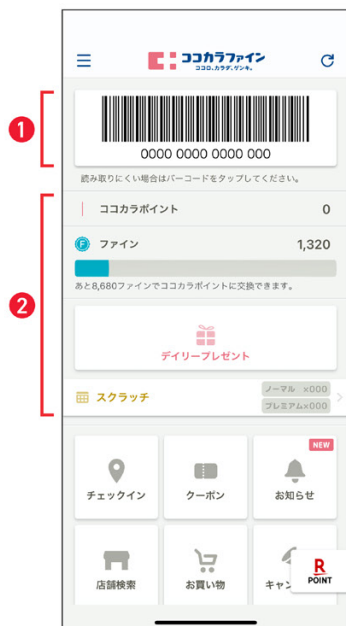 ココカラファイン
ココロ、カラダ、ゲンキ。
1
0000 0000 0000 000
読み取りにくい場合はバーコードをタップしてください。
2
ココカラポイント 0
F ファイン 1,320
あと8,680ファインでココカラポイントに交換できます。
デイリープレゼント
スクラッチ
ノーマル ×000
プレミアム×000
NEW
チェックイン クーポン お知らせ
店舗検索 お買い物 キャン
R
POINT